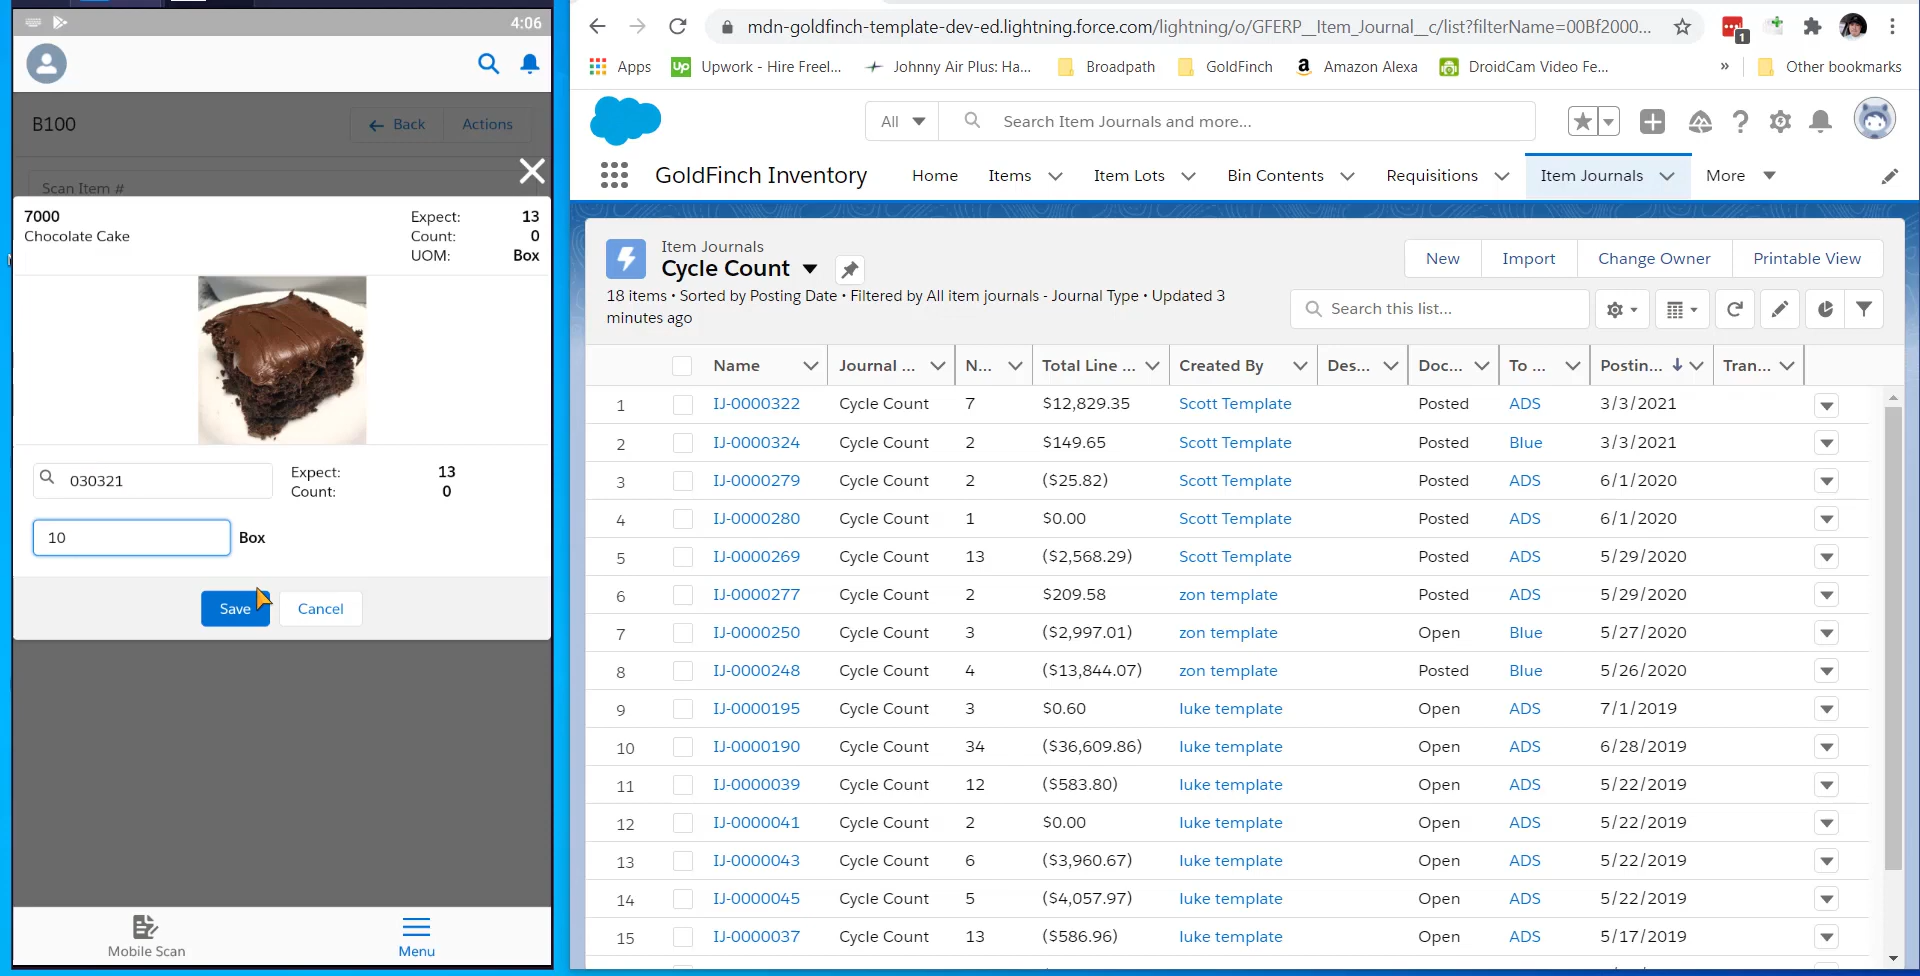 4:06
B100
Back
Actions
Scan Item #
7000
Chocolate Cake
Expect: 13
Count: 0
UOM: Box
030321
Expect: 13
Count: 0
10
Box
Save
Cancel
Mobile Scan
Menu
mdn-goldfinch-template-dev-ed.lightning.force.com/lightning/o/GFERP__Item_Journal__c/list?filterName=00Bf2000...
1
Apps
up Upwork - Hire Freel...
Johnny Air Plus: Ha...
Broadpath
GoldFinch
a Amazon Alexa
DroidCam Video Fe...
»
Other bookmarks
All
Search Item Journals and more...
GoldFinch Inventory
Home
Items
Item Lots
Bin Contents
Requisitions
Item Journals
More
Item Journals
Cycle Count
New
Import
Change Owner
Printable View
18 items • Sorted by Posting Date • Filtered by All item journals - Journal Type • Updated 3
minutes ago
Search this list...
Name Journal ... N... Total Line ... Created By Des... Doc... To ... Postin... Tran...
1 IJ-0000322 Cycle Count 7 $12,829.35 Scott Template Posted ADS 3/3/2021
2 IJ-0000324 Cycle Count 2 $149.65 Scott Template Posted Blue 3/3/2021
3 IJ-0000279 Cycle Count 2 ($25.82) Scott Template Posted ADS 6/1/2020
4 IJ-0000280 Cycle Count 1 $0.00 Scott Template Posted ADS 6/1/2020
5 IJ-0000269 Cycle Count 13 ($2,568.29) Scott Template Posted ADS 5/29/2020
6 IJ-0000277 Cycle Count 2 $209.58 zon template Posted ADS 5/29/2020
7 IJ-0000250 Cycle Count 3 ($2,997.01) zon template Open Blue 5/27/2020
8 IJ-0000248 Cycle Count 4 ($13,844.07) zon template Posted Blue 5/26/2020
9 IJ-0000195 Cycle Count 3 $0.60 luke template Open ADS 7/1/2019
10 IJ-0000190 Cycle Count 34 ($36,609.86) luke template Open ADS 6/28/2019
11 IJ-0000039 Cycle Count 12 ($583.80) luke template Open ADS 5/22/2019
12 IJ-0000041 Cycle Count 2 $0.00 luke template Open ADS 5/22/2019
13 IJ-0000043 Cycle Count 6 ($3,960.67) luke template Open ADS 5/22/2019
14 IJ-0000045 Cycle Count 5 ($4,057.97) luke template Open ADS 5/22/2019
15 IJ-0000037 Cycle Count 13 ($586.96) luke template Open ADS 5/17/2019